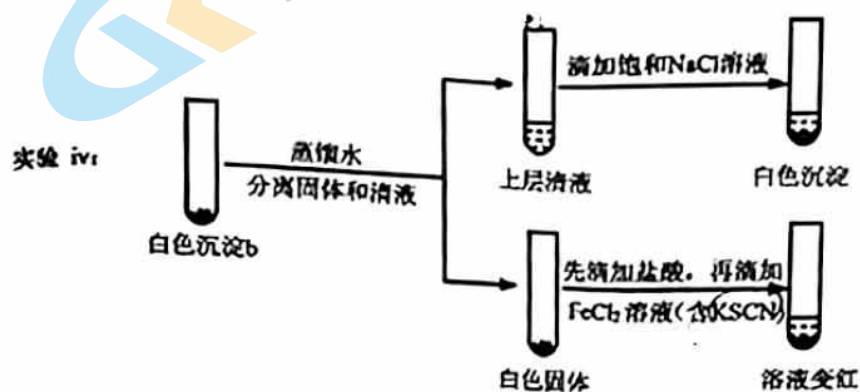 滴加饱和NaCl溶液
实验 iv:
蒸馏水
分离固体和清液
上层清液
白色沉淀
白色沉淀b
先滴加盐酸，再滴加
FeCl₂溶液(含KSCN)
白色固体
溶液变红